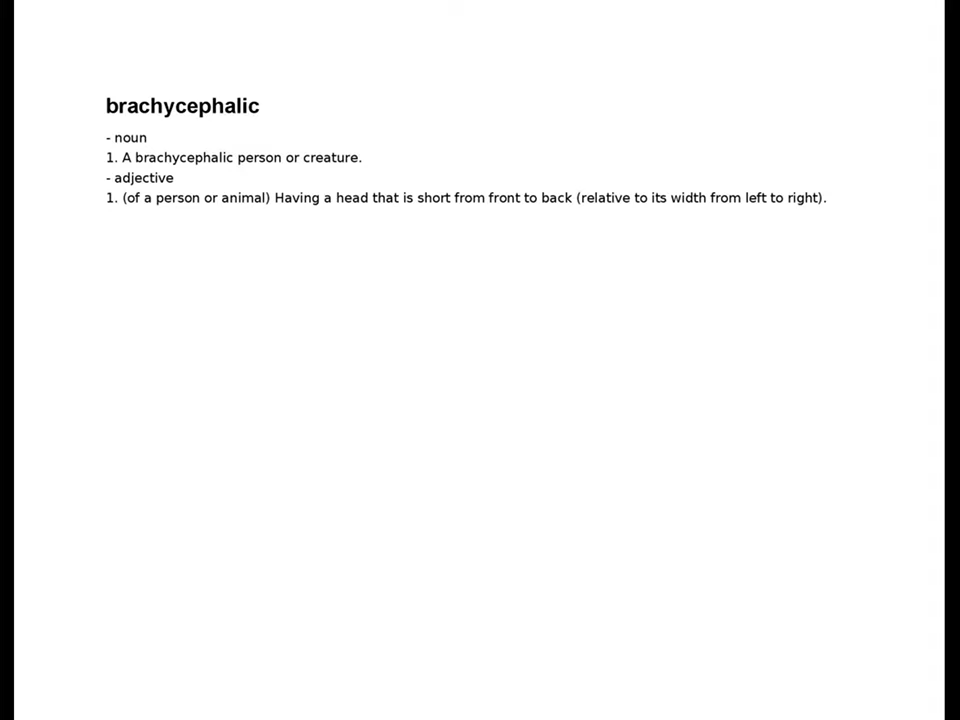 brachycephalic
- noun
1. A brachycephalic person or creature.
- adjective
1. (of a person or animal) Having a head that is short from front to back (relative to its width from left to right).